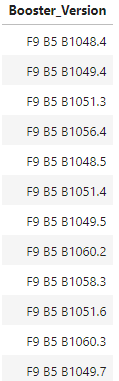 Booster_Version
F9 B5 B1048.4
F9 B5 B1049.4
F9 B5 B1051.3
F9 B5 B1056.4
F9 B5 B1048.5
F9 B5 B1051.4
F9 B5 B1049.5
F9 B5 B1060.2
F9 B5 B1058.3
F9 B5 B1051.6
F9 B5 B1060.3
F9 B5 B1049.7